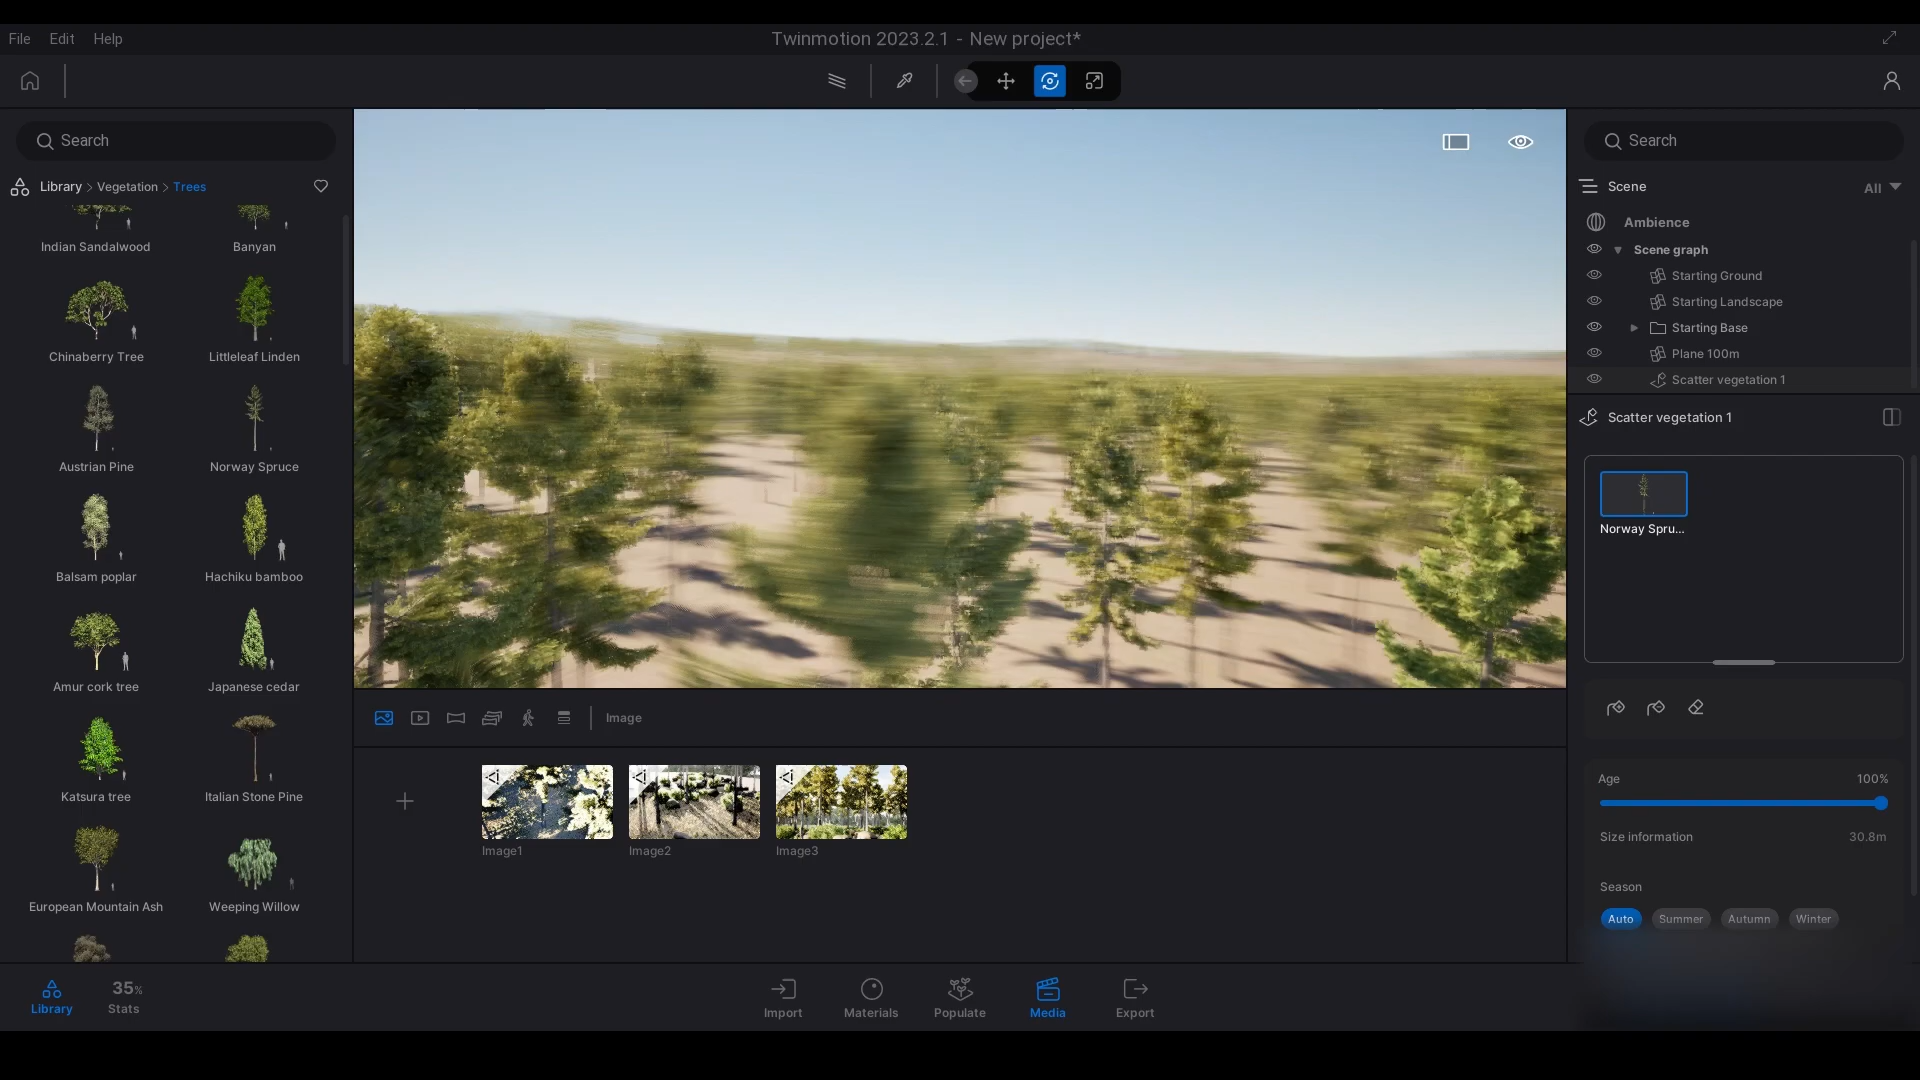 File Edit Help
Twinmotion 2023.2.1 - New project*
Search
Library > Vegetation > Trees
Indian Sandalwood
Banyan
Chinaberry Tree
Littleleaf Linden
Austrian Pine
Norway Spruce
Balsam poplar
Hachiku bamboo
Amur cork tree
Japanese cedar
Katsura tree
Italian Stone Pine
European Mountain Ash
Weeping Willow
Image
Image1
Image2
Image3
Search
Scene
All
Ambience
Scene graph
Starting Ground
Starting Landscape
Starting Base
Plane 100m
Scatter vegetation 1
Scatter vegetation 1
Norway Spru...
Age 100%
Size information 30.8m
Season
Auto Summer Autumn Winter
Library
35%
Stats
Import
Materials
Populate
Media
Export